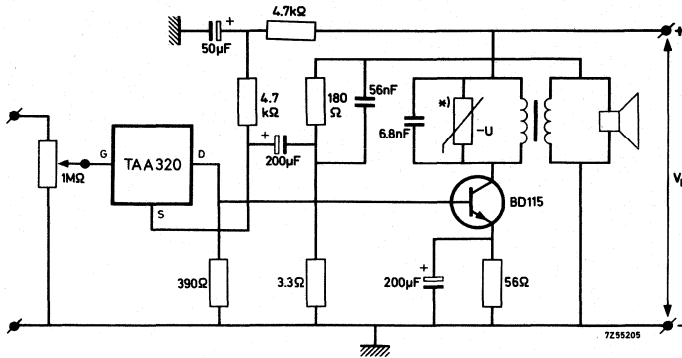 4.7kΩ
+
+
50µF
4.7
kΩ
180
Ω
56nF
*)
-U
6.8nF
+
200µF
G
TAA320
D
1MΩ
S
BD115
390Ω
3.3Ω
200µF
+
56Ω
7Z55205
-